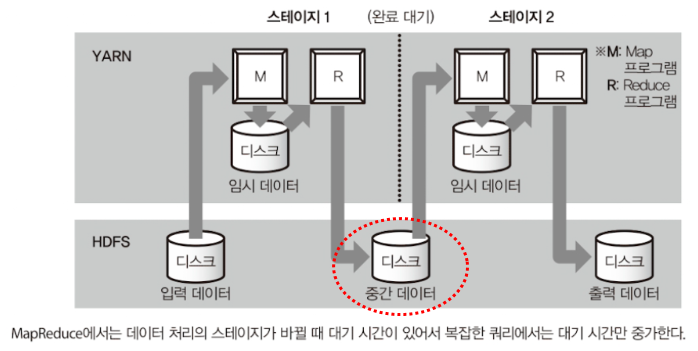 스테이지 1 (완료 대기) 스테이지 2
YARN
※M: Map
프로그램
R: Reduce
프로그램
M R M R
디스크 디스크
임시 데이터 임시 데이터
HDFS
디스크 디스크 디스크
입력 데이터 중간 데이터 출력 데이터
MapReduce에서는 데이터 처리의 스테이지가 바뀔 때 대기 시간이 있어서 복잡한 쿼리에서는 대기 시간만 중가한다.